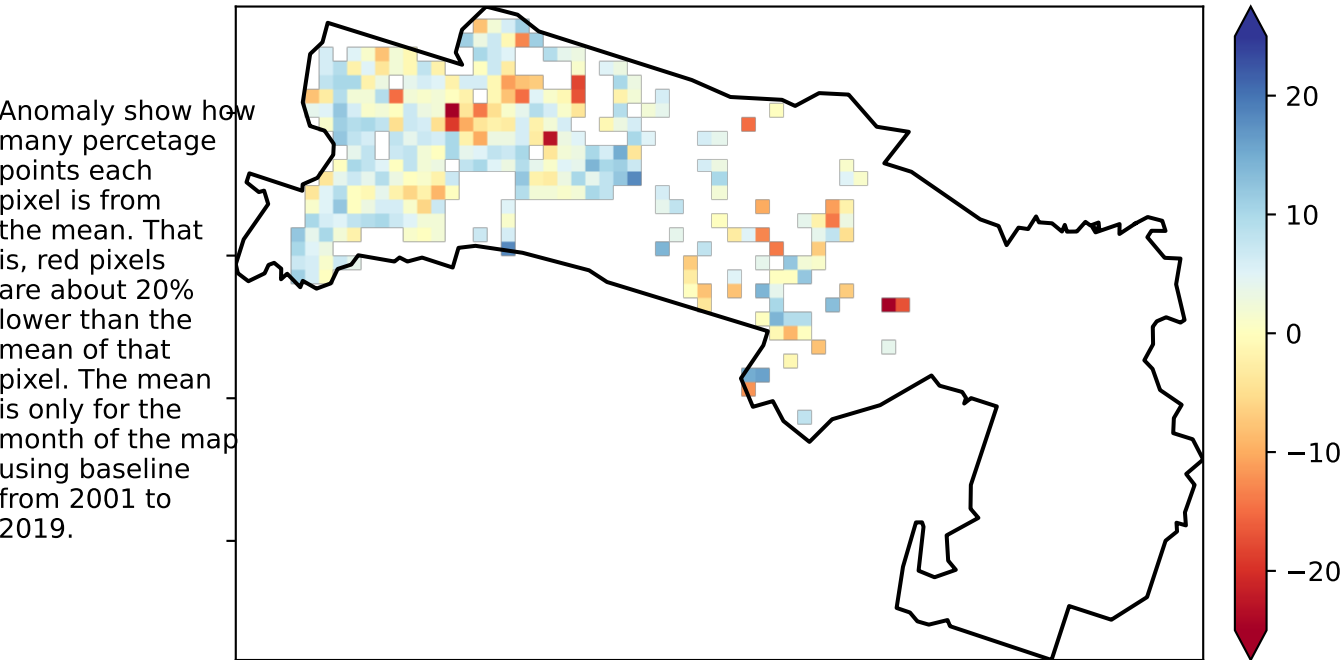 Anomaly show how
many percetage
points each
pixel is from
the mean. That
is, red pixels
are about 20%
lower than the
mean of that
pixel. The mean
is only for the
month of the map
using baseline
from 2001 to
2019.
20
10
0
−10
−20